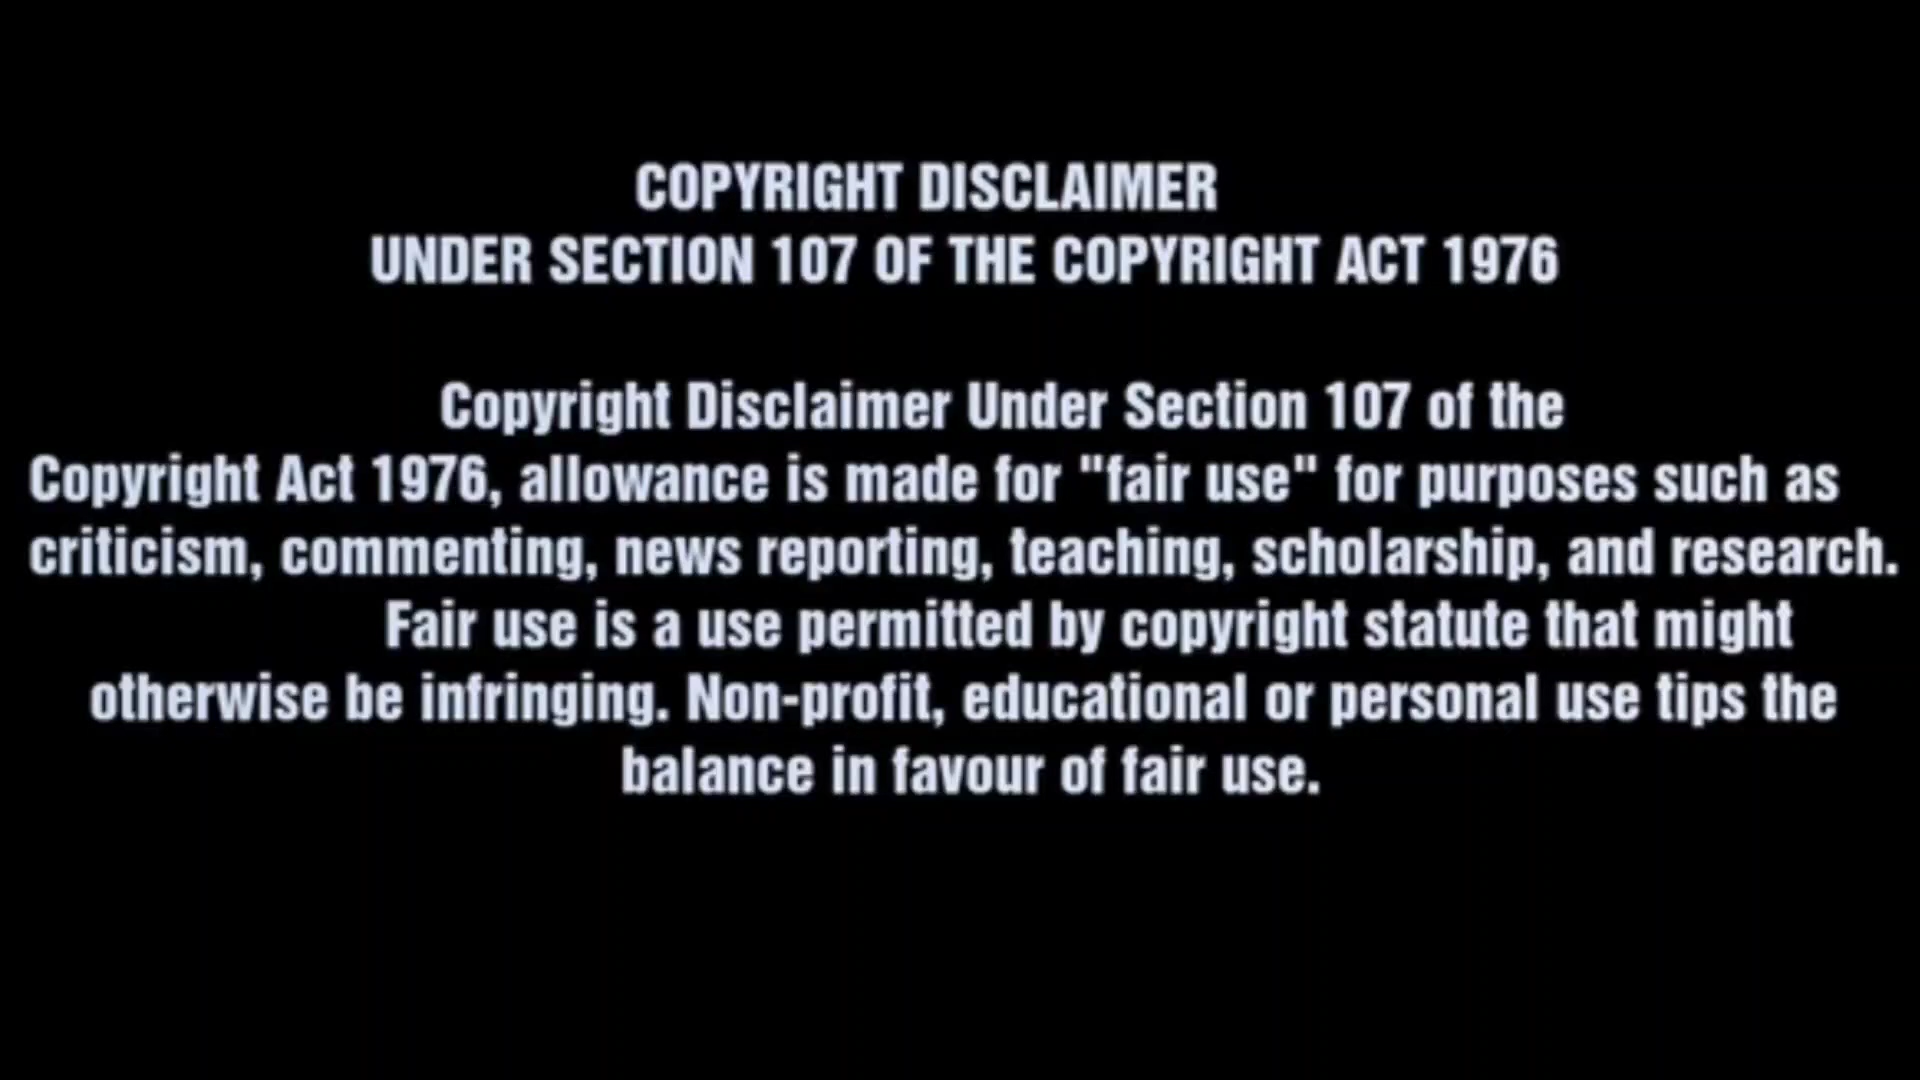 COPYRIGHT DISCLAIMER
UNDER SECTION 107 OF THE COPYRIGHT ACT 1976
Copyright Disclaimer Under Section 107 of the
Copyright Act 1976, allowance is made for "fair use" for purposes such as
criticism, commenting, news reporting, teaching, scholarship, and research.
Fair use is a use permitted by copyright statute that might
otherwise be infringing. Non-profit, educational or personal use tips the
balance in favour of fair use.